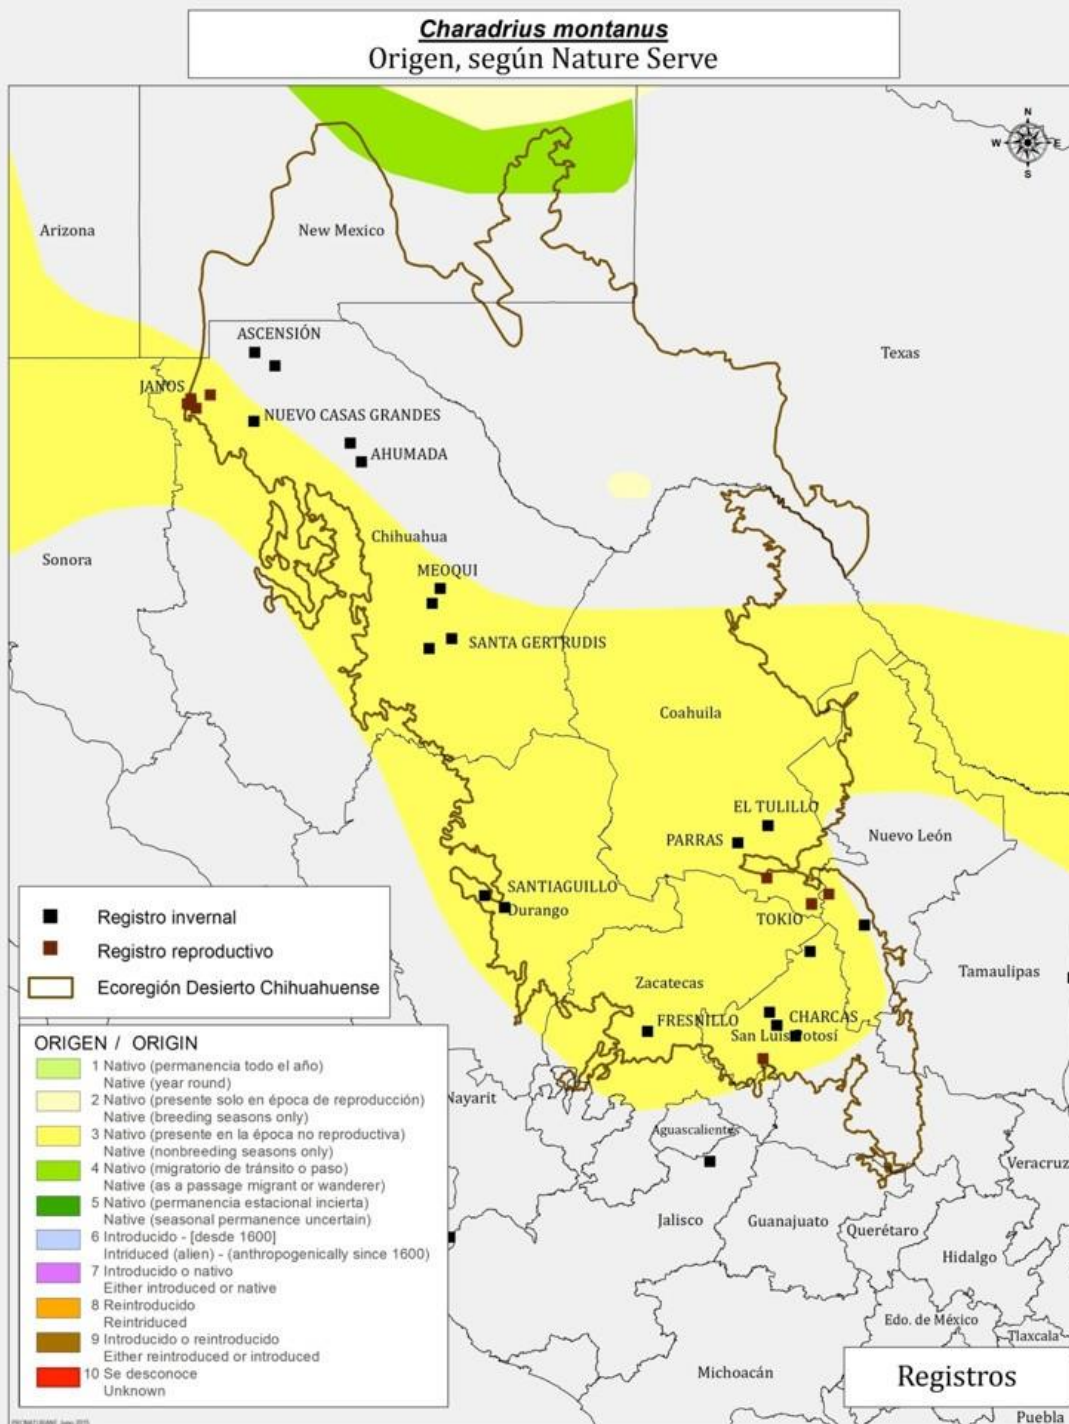 Charadrius montanus
Origen, según Nature Serve
N
W
E
S
Arizona
New Mexico
Texas
ASCENSIÓN
JANOS
NUEVO CASAS GRANDES
AHUMADA
Sonora
Chihuahua
MEOQUI
SANTA GERTRUDIS
Coahuila
EL TULILLO
PARRAS
Nuevo León
SANTIAGUILLO
Durango
TOKIO
Tamaulipas
Zacatecas
FRESNILLO
CHARCAS
San Luis Potosí
Nayarit
Aguascalientes
Veracruz
Jalisco
Guanajuato
Querétaro
Hidalgo
Edo. de México
Tlaxcala
Michoacán
Puebla
Registro invernal
Registro reproductivo
Ecoregión Desierto Chihuahuense
ORIGEN / ORIGIN
1 Nativo (permanencia todo el año)
Native (year round)
2 Nativo (presente solo en época de reproducción)
Native (breeding seasons only)
3 Nativo (presente en la época no reproductiva)
Native (nonbreeding seasons only)
4 Nativo (migratorio de tránsito o paso)
Native (as a passage migrant or wanderer)
5 Nativo (permanencia estacional incierta)
Native (seasonal permanence uncertain)
6 Introducido - [desde 1600]
Intriduced (alien) - (anthropogenically since 1600)
7 Introducido o nativo
Either introduced or native
8 Reintroducido
Reintriduced
9 Introducido o reintroducido
Either reintroduced or introduced
10 Se desconoce
Unknown
Registros